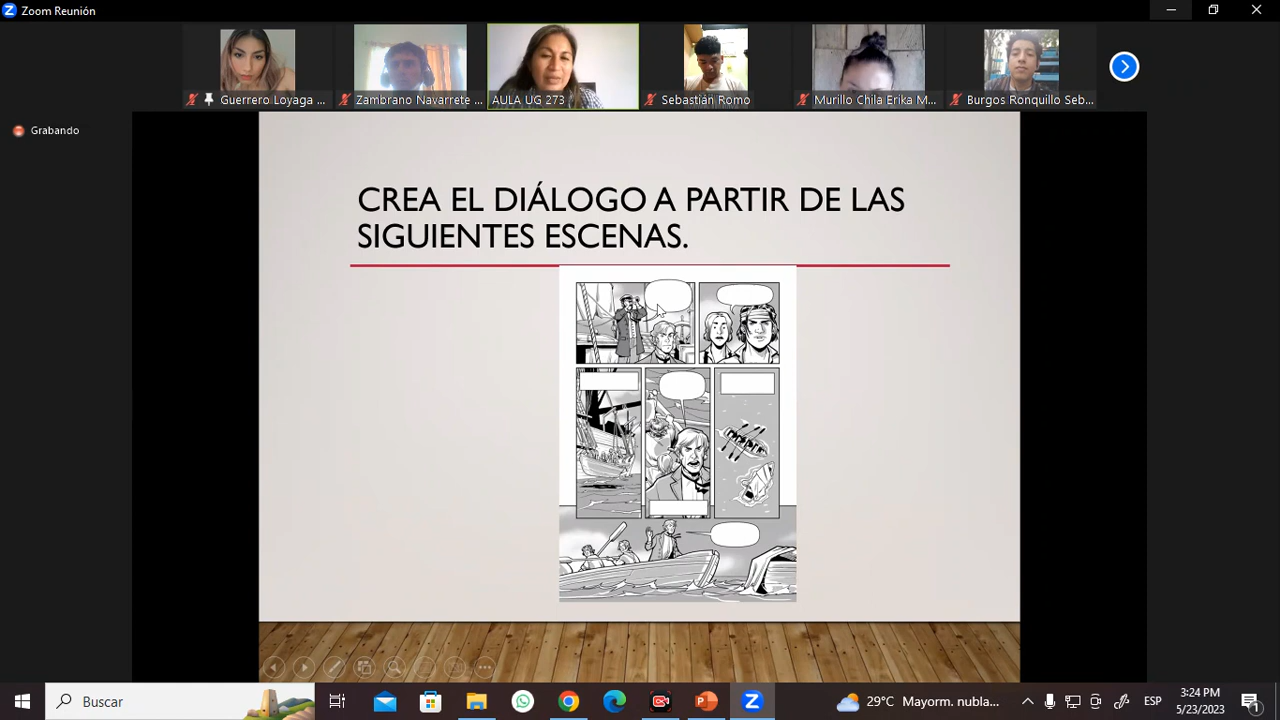 Zoom Reunión
Guerrero Loyaga ...
Zambrano Navarrete ...
AULA UG 273
Sebastián Romo
Murillo Chila Erika M...
Burgos Ronquillo Seb...
Grabando
CREA EL DIÁLOGO A PARTIR DE LAS
SIGUIENTES ESCENAS.
Buscar
29°C Mayorm. nubla...
ESP
3:24 PM
5/23/2023
1